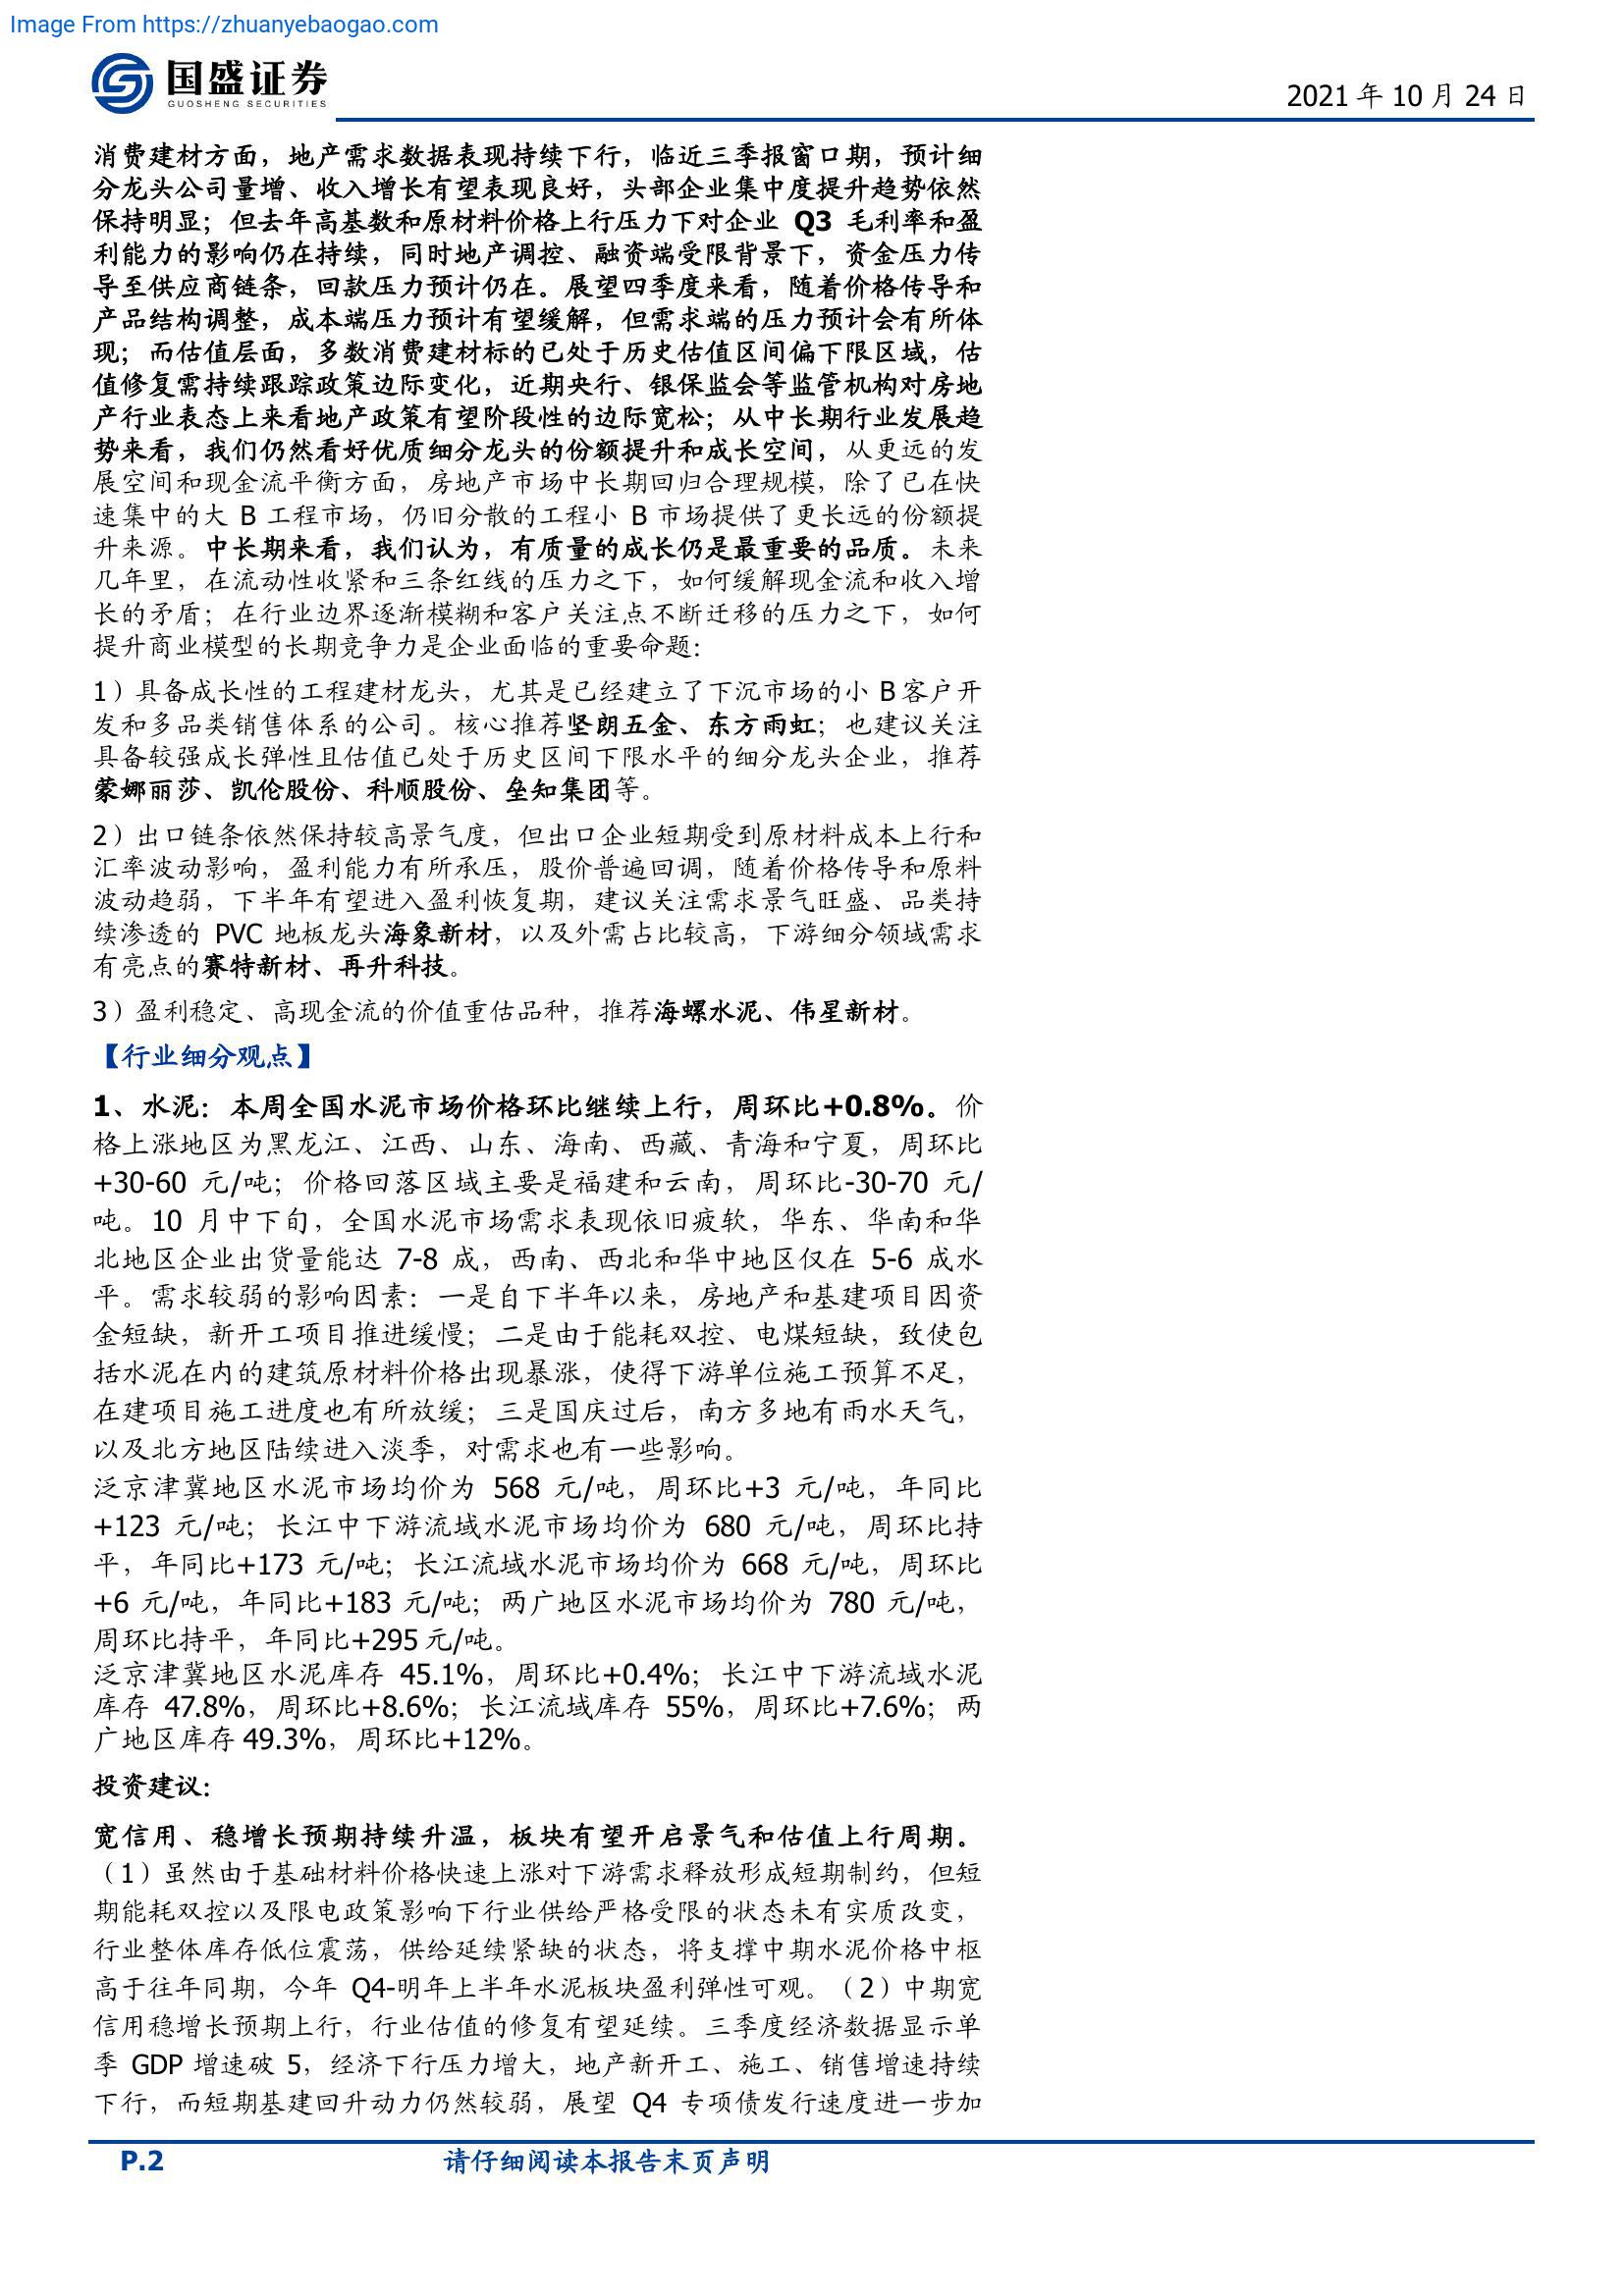 Image From https://zhuanyebaogao.com
国盛证券
GUOSHENG SECURITIES
2021 年 10 月 24 日
消费建材方面，地产需求数据表现持续下行，临近三季报窗口期，预计细
分龙头公司量增、收入增长有望表现良好，头部企业集中度提升趋势依然
保持明显；但去年高基数和原材料价格上行压力下对企业 Q3 毛利率和盈
利能力的影响仍在持续，同时地产调控、融资端受限背景下，资金压力传
导至供应商链条，回款压力预计仍在。展望四季度来看，随着价格传导和
产品结构调整，成本端压力预计有望缓解，但需求端的压力预计会有所体
现；而估值层面，多数消费建材标的已处于历史估值区间偏下限区域，估
值修复需持续跟踪政策边际变化，近期央行、银保监会等监管机构对房地
产行业表态上来看地产政策有望阶段性的边际宽松；从中长期行业发展趋
势来看，我们仍然看好优质细分龙头的份额提升和成长空间，从更远的发
展空间和现金流平衡方面，房地产市场中长期回归合理规模，除了已在快
速集中的大 B 工程市场，仍旧分散的工程小 B 市场提供了更长远的份额提
升来源。中长期来看，我们认为，有质量的成长仍是最重要的品质。未来
几年里，在流动性收紧和三条红线的压力之下，如何缓解现金流和收入增
长的矛盾；在行业边界逐渐模糊和客户关注点不断迁移的压力之下，如何
提升商业模型的长期竞争力是企业面临的重要命题：
1）具备成长性的工程建材龙头，尤其是已经建立了下沉市场的小 B 客户开
发和多品类销售体系的公司。核心推荐坚朗五金、东方雨虹；也建议关注
具备较强成长弹性且估值已处于历史区间下限水平的细分龙头企业，推荐
蒙娜丽莎、凯伦股份、科顺股份、垒知集团等。
2）出口链条依然保持较高景气度，但出口企业短期受到原材料成本上行和
汇率波动影响，盈利能力有所承压，股价普遍回调，随着价格传导和原料
波动趋弱，下半年有望进入盈利恢复期，建议关注需求景气旺盛、品类持
续渗透的 PVC 地板龙头海象新材，以及外需占比较高，下游细分领域需求
有亮点的赛特新材、再升科技。
3）盈利稳定、高现金流的价值重估品种，推荐海螺水泥、伟星新材。
【行业细分观点】
1、水泥：本周全国水泥市场价格环比继续上行，周环比+0.8%。价
格上涨地区为黑龙江、江西、山东、海南、西藏、青海和宁夏，周环比
+30-60 元/吨；价格回落区域主要是福建和云南，周环比-30-70 元/
吨。10 月中下旬，全国水泥市场需求表现依旧疲软，华东、华南和华
北地区企业出货量能达 7-8 成，西南、西北和华中地区仅在 5-6 成水
平。需求较弱的影响因素：一是自下半年以来，房地产和基建项目因资
金短缺，新开工项目推进缓慢；二是由于能耗双控、电煤短缺，致使包
括水泥在内的建筑原材料价格出现暴涨，使得下游单位施工预算不足，
在建项目施工进度也有所放缓；三是国庆过后，南方多地有雨水天气，
以及北方地区陆续进入淡季，对需求也有一些影响。
泛京津冀地区水泥市场均价为 568 元/吨，周环比+3 元/吨，年同比
+123 元/吨；长江中下游流域水泥市场均价为 680 元/吨，周环比持
平，年同比+173 元/吨；长江流域水泥市场均价为 668 元/吨，周环比
+6 元/吨，年同比+183 元/吨；两广地区水泥市场均价为 780 元/吨，
周环比持平，年同比+295 元/吨。
泛京津冀地区水泥库存 45.1%，周环比+0.4%；长江中下游流域水泥
库存 47.8%，周环比+8.6%；长江流域库存 55%，周环比+7.6%；两
广地区库存 49.3%，周环比+12%。
投资建议：
宽信用、稳增长预期持续升温，板块有望开启景气和估值上行周期。
（1）虽然由于基础材料价格快速上涨对下游需求释放形成短期制约，但短
期能耗双控以及限电政策影响下行业供给严格受限的状态未有实质改变，
行业整体库存低位震荡，供给延续紧缺的状态，将支撑中期水泥价格中枢
高于往年同期，今年 Q4-明年上半年水泥板块盈利弹性可观。（2）中期宽
信用稳增长预期上行，行业估值的修复有望延续。三季度经济数据显示单
季 GDP 增速破 5，经济下行压力增大，地产新开工、施工、销售增速持续
下行，而短期基建回升动力仍然较弱，展望 Q4 专项债发行速度进一步加
P.2
请仔细阅读本报告末页声明